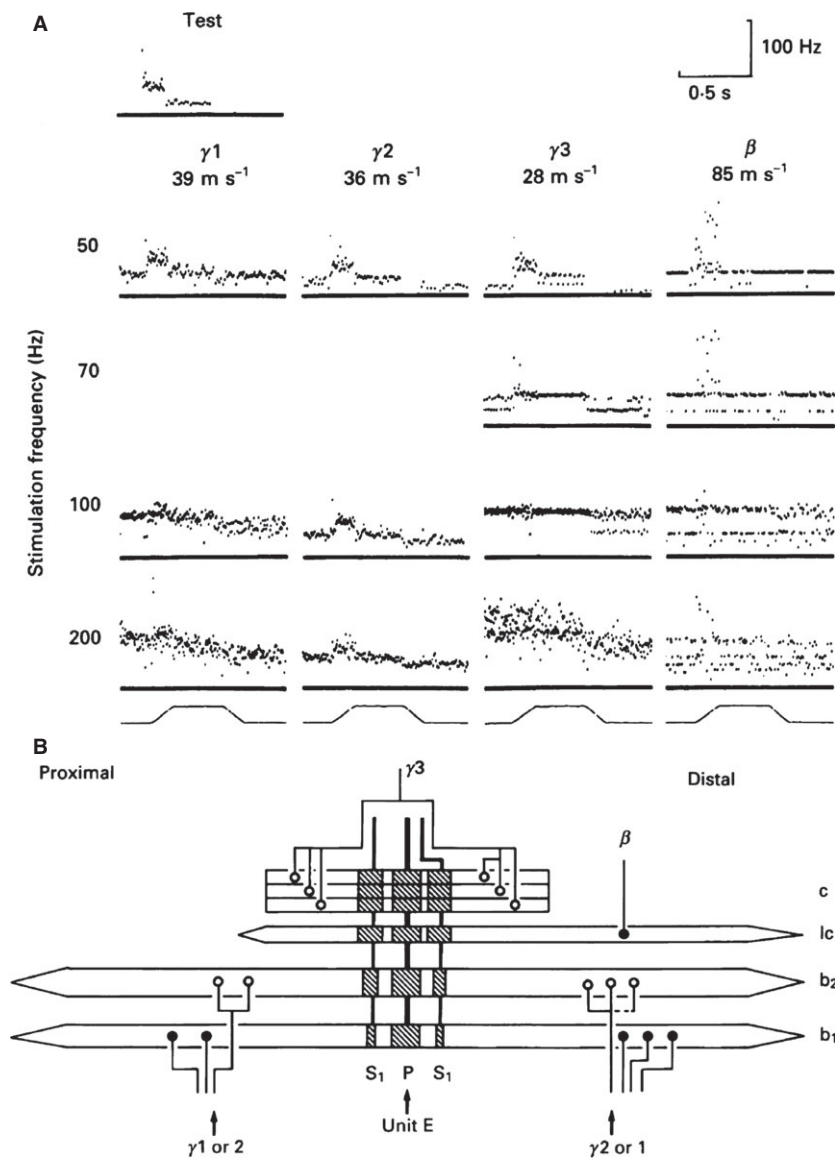 A
Test
100 Hz
0·5 s
γ1 γ2 γ3 β
39 m s⁻¹ 36 m s⁻¹ 28 m s⁻¹ 85 m s⁻¹
Stimulation frequency (Hz)
50
70
100
200
B
Proximal
γ3
Distal
β
c
lc
b₂
b₁
S₁ P S₁
Unit E
γ1 or 2
γ2 or 1